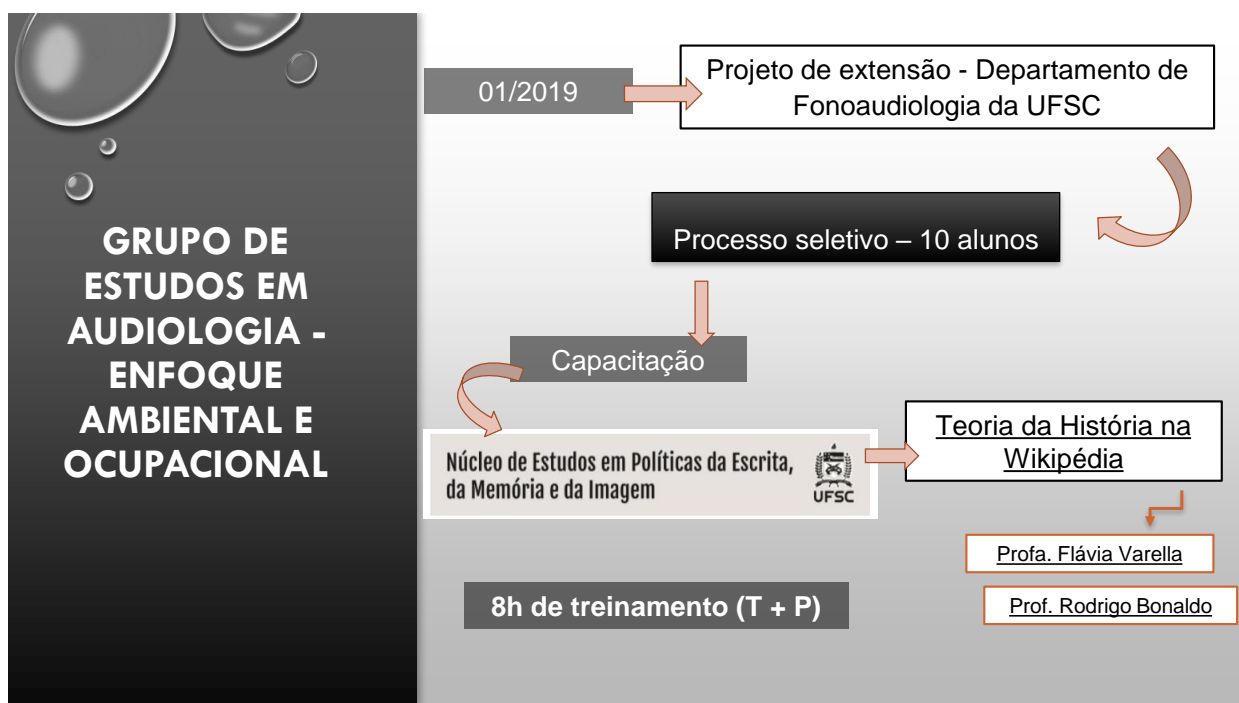 GRUPO DE
ESTUDOS EM
AUDIOLOGIA -
ENFOQUE
AMBIENTAL E
OCUPACIONAL
01/2019
Projeto de extensão - Departamento de
Fonoaudiologia da UFSC
Processo seletivo – 10 alunos
Capacitação
Núcleo de Estudos em Políticas da Escrita,
da Memória e da Imagem
UFSC
Teoria da História na
Wikipédia
Profa. Flávia Varella
Prof. Rodrigo Bonaldo
8h de treinamento (T + P)